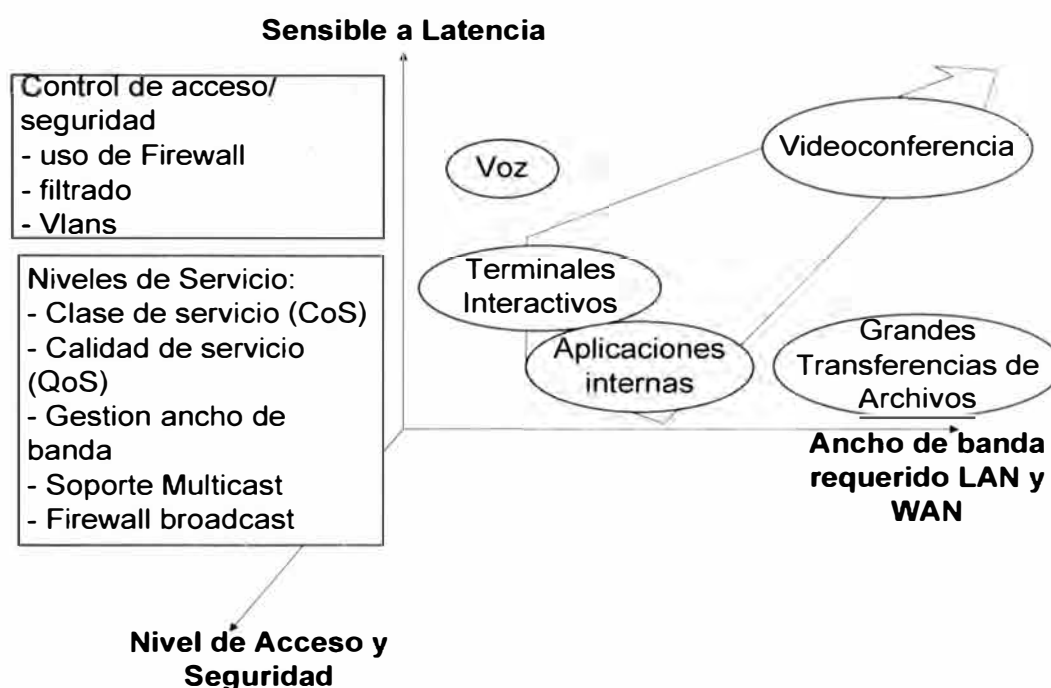 Sensible a Latencia
Control de acceso/
seguridad
- uso de Firewall
- filtrado
- Vlans
Niveles de Servicio:
- Clase de servicio (CoS)
- Calidad de servicio
(QoS)
- Gestion ancho de
banda
- Soporte Multicast
- Firewall broadcast
Voz
Videoconferencia
Terminales
Interactivos
Aplicaciones
internas
Grandes
Transferencias de
Archivos
Ancho de banda
requerido LAN y
WAN
Nivel de Acceso y
Seguridad